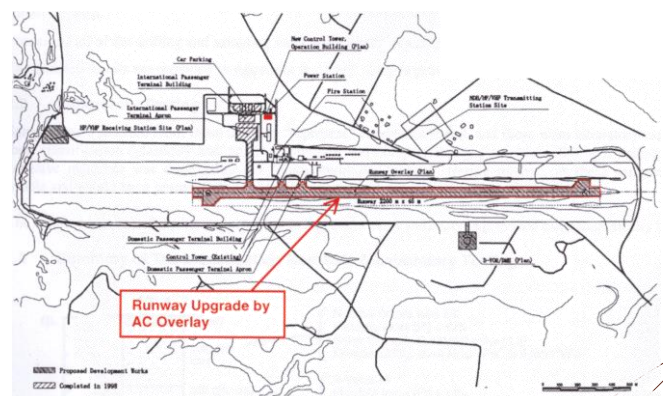 New Control Tower,
Operation Building (Plan)
Car Parking
International Passenger
Terminal Building
Power Station
Fire Station
International Passenger
Terminal Apron
HF/VHF Receiving Station Site (Plan)
NDB/HF/VHF Transmitting
Station Site
Runway Overlay (Plan)
Runway 2200 m x 45 m
Domestic Passenger Terminal Building
Control Tower (Existing)
Domestic Passenger Terminal Apron
D-VOR/DME (Plan)
Runway Upgrade by
AC Overlay
Proposed Development Works
Completed in 1998